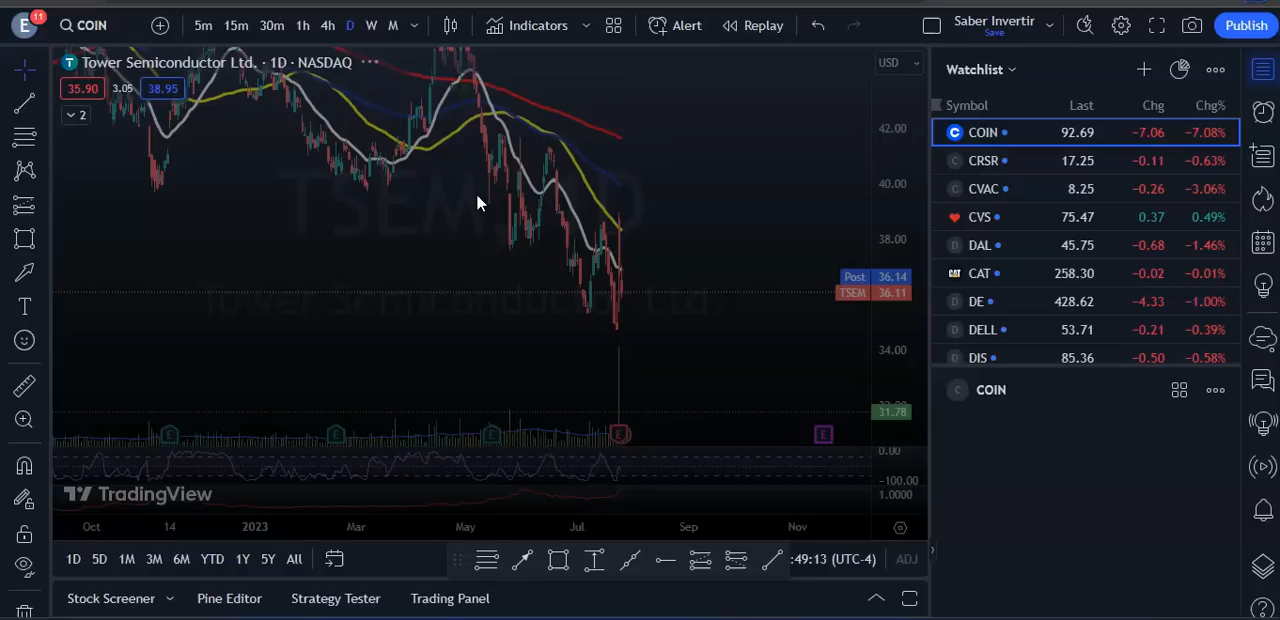 E 11 COIN 5m 15m 30m 1h 4h D W M Indicators Alert Replay Saber Invertir Save Publish
Tower Semiconductor Ltd. · 1D · NASDAQ
USD
35.90 3.05 38.95
2
TSEM, 1D
Tower Semiconductor Ltd.
42.00
40.00
38.00
Post 36.14
TSEM 36.11
34.00
31.78
E E E E E
0.00
-100.00
1.0000
TradingView
Oct 14 2023 Mar May Jul Sep Nov
1D 5D 1M 3M 6M YTD 1Y 5Y All :49:13 (UTC-4) ADJ
Stock Screener Pine Editor Strategy Tester Trading Panel
Watchlist
Symbol Last Chg Chg%
C COIN 92.69 −7.06 −7.08%
C CRSR 17.25 −0.11 −0.63%
C CVAC 8.25 −0.26 −3.06%
CVS 75.47 0.37 0.49%
D DAL 45.75 −0.68 −1.46%
CAT CAT 258.30 −0.02 −0.01%
D DE 428.62 −4.33 −1.00%
D DELL 53.71 −0.21 −0.39%
D DIS 85.36 −0.50 −0.58%
C COIN